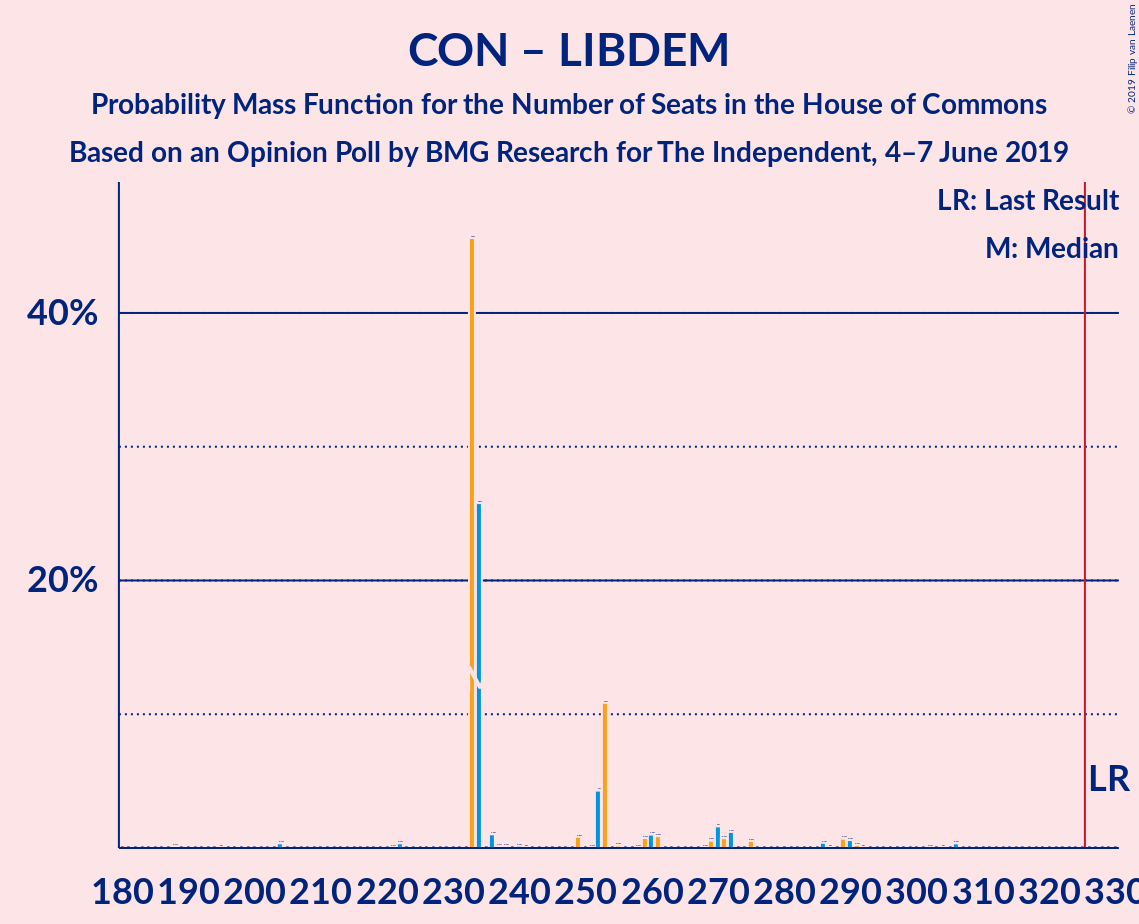 CON – LIBDEM
Probability Mass Function for the Number of Seats in the House of Commons
Based on an Opinion Poll by BMG Research for The Independent, 4–7 June 2019
© 2019 Filip van Laenen
LR: Last Result
M: Median
40%
20%
LR
180 190 200 210 220 230 240 250 260 270 280 290 300 310 320 330